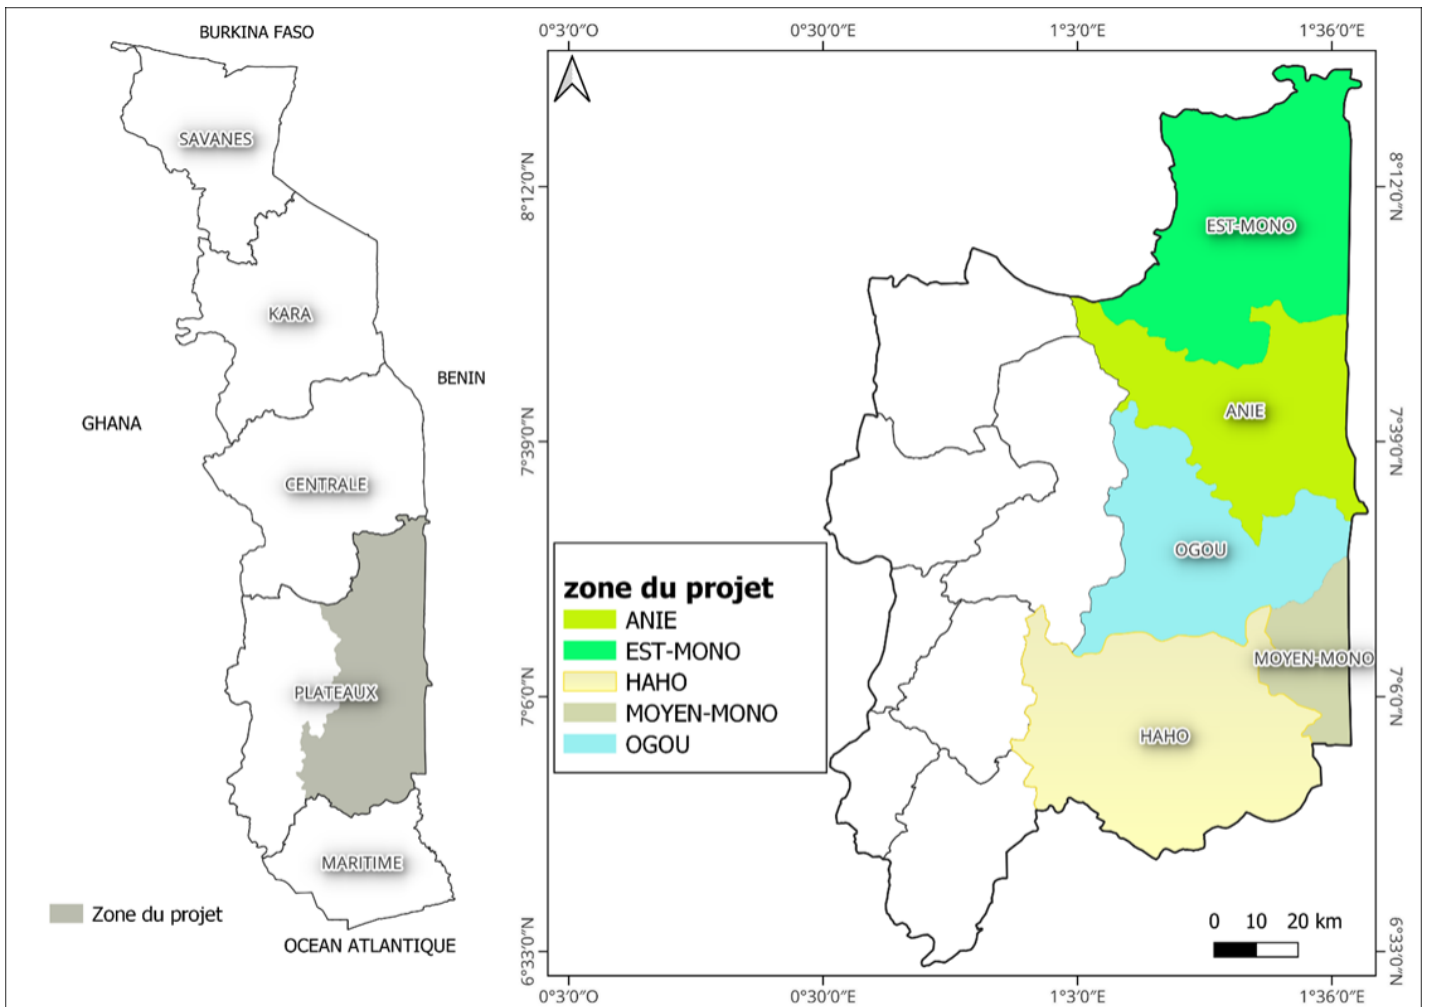 BURKINA FASO
SAVANES
KARA
BENIN
GHANA
CENTRALE
PLATEAUX
MARITIME
Zone du projet
OCEAN ATLANTIQUE
0°3′0″O 0°30′0″E 1°3′0″E 1°36′0″E
8°12′0″N 8°12′0″N
EST-MONO
ANIE
7°39′0″N 7°39′0″N
OGOU
zone du projet
ANIE
EST-MONO
HAHO
MOYEN-MONO
OGOU
MOYEN-MONO
7°6′0″N 7°6′0″N
HAHO
0 10 20 km
6°33′0″N 6°33′0″N
0°3′0″O 0°30′0″E 1°3′0″E 1°36′0″E